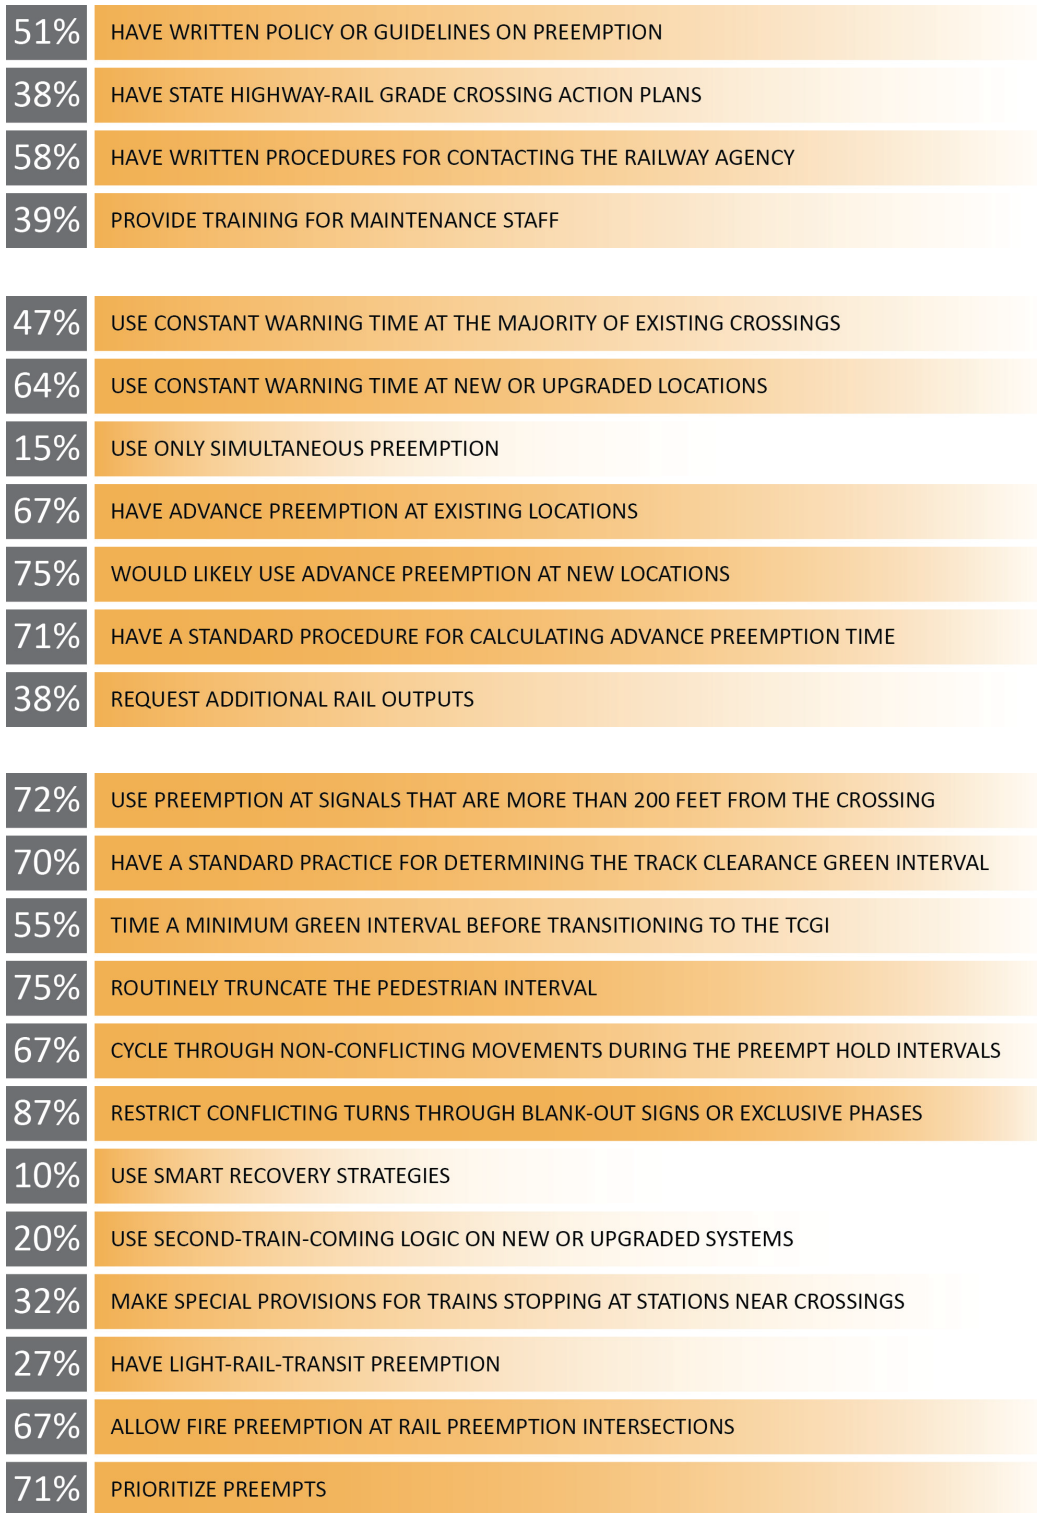 51% HAVE WRITTEN POLICY OR GUIDELINES ON PREEMPTION
38% HAVE STATE HIGHWAY-RAIL GRADE CROSSING ACTION PLANS
58% HAVE WRITTEN PROCEDURES FOR CONTACTING THE RAILWAY AGENCY
39% PROVIDE TRAINING FOR MAINTENANCE STAFF
47% USE CONSTANT WARNING TIME AT THE MAJORITY OF EXISTING CROSSINGS
64% USE CONSTANT WARNING TIME AT NEW OR UPGRADED LOCATIONS
15% USE ONLY SIMULTANEOUS PREEMPTION
67% HAVE ADVANCE PREEMPTION AT EXISTING LOCATIONS
75% WOULD LIKELY USE ADVANCE PREEMPTION AT NEW LOCATIONS
71% HAVE A STANDARD PROCEDURE FOR CALCULATING ADVANCE PREEMPTION TIME
38% REQUEST ADDITIONAL RAIL OUTPUTS
72% USE PREEMPTION AT SIGNALS THAT ARE MORE THAN 200 FEET FROM THE CROSSING
70% HAVE A STANDARD PRACTICE FOR DETERMINING THE TRACK CLEARANCE GREEN INTERVAL
55% TIME A MINIMUM GREEN INTERVAL BEFORE TRANSITIONING TO THE TCGI
75% ROUTINELY TRUNCATE THE PEDESTRIAN INTERVAL
67% CYCLE THROUGH NON-CONFLICTING MOVEMENTS DURING THE PREEMPT HOLD INTERVALS
87% RESTRICT CONFLICTING TURNS THROUGH BLANK-OUT SIGNS OR EXCLUSIVE PHASES
10% USE SMART RECOVERY STRATEGIES
20% USE SECOND-TRAIN-COMING LOGIC ON NEW OR UPGRADED SYSTEMS
32% MAKE SPECIAL PROVISIONS FOR TRAINS STOPPING AT STATIONS NEAR CROSSINGS
27% HAVE LIGHT-RAIL-TRANSIT PREEMPTION
67% ALLOW FIRE PREEMPTION AT RAIL PREEMPTION INTERSECTIONS
71% PRIORITIZE PREEMPTS